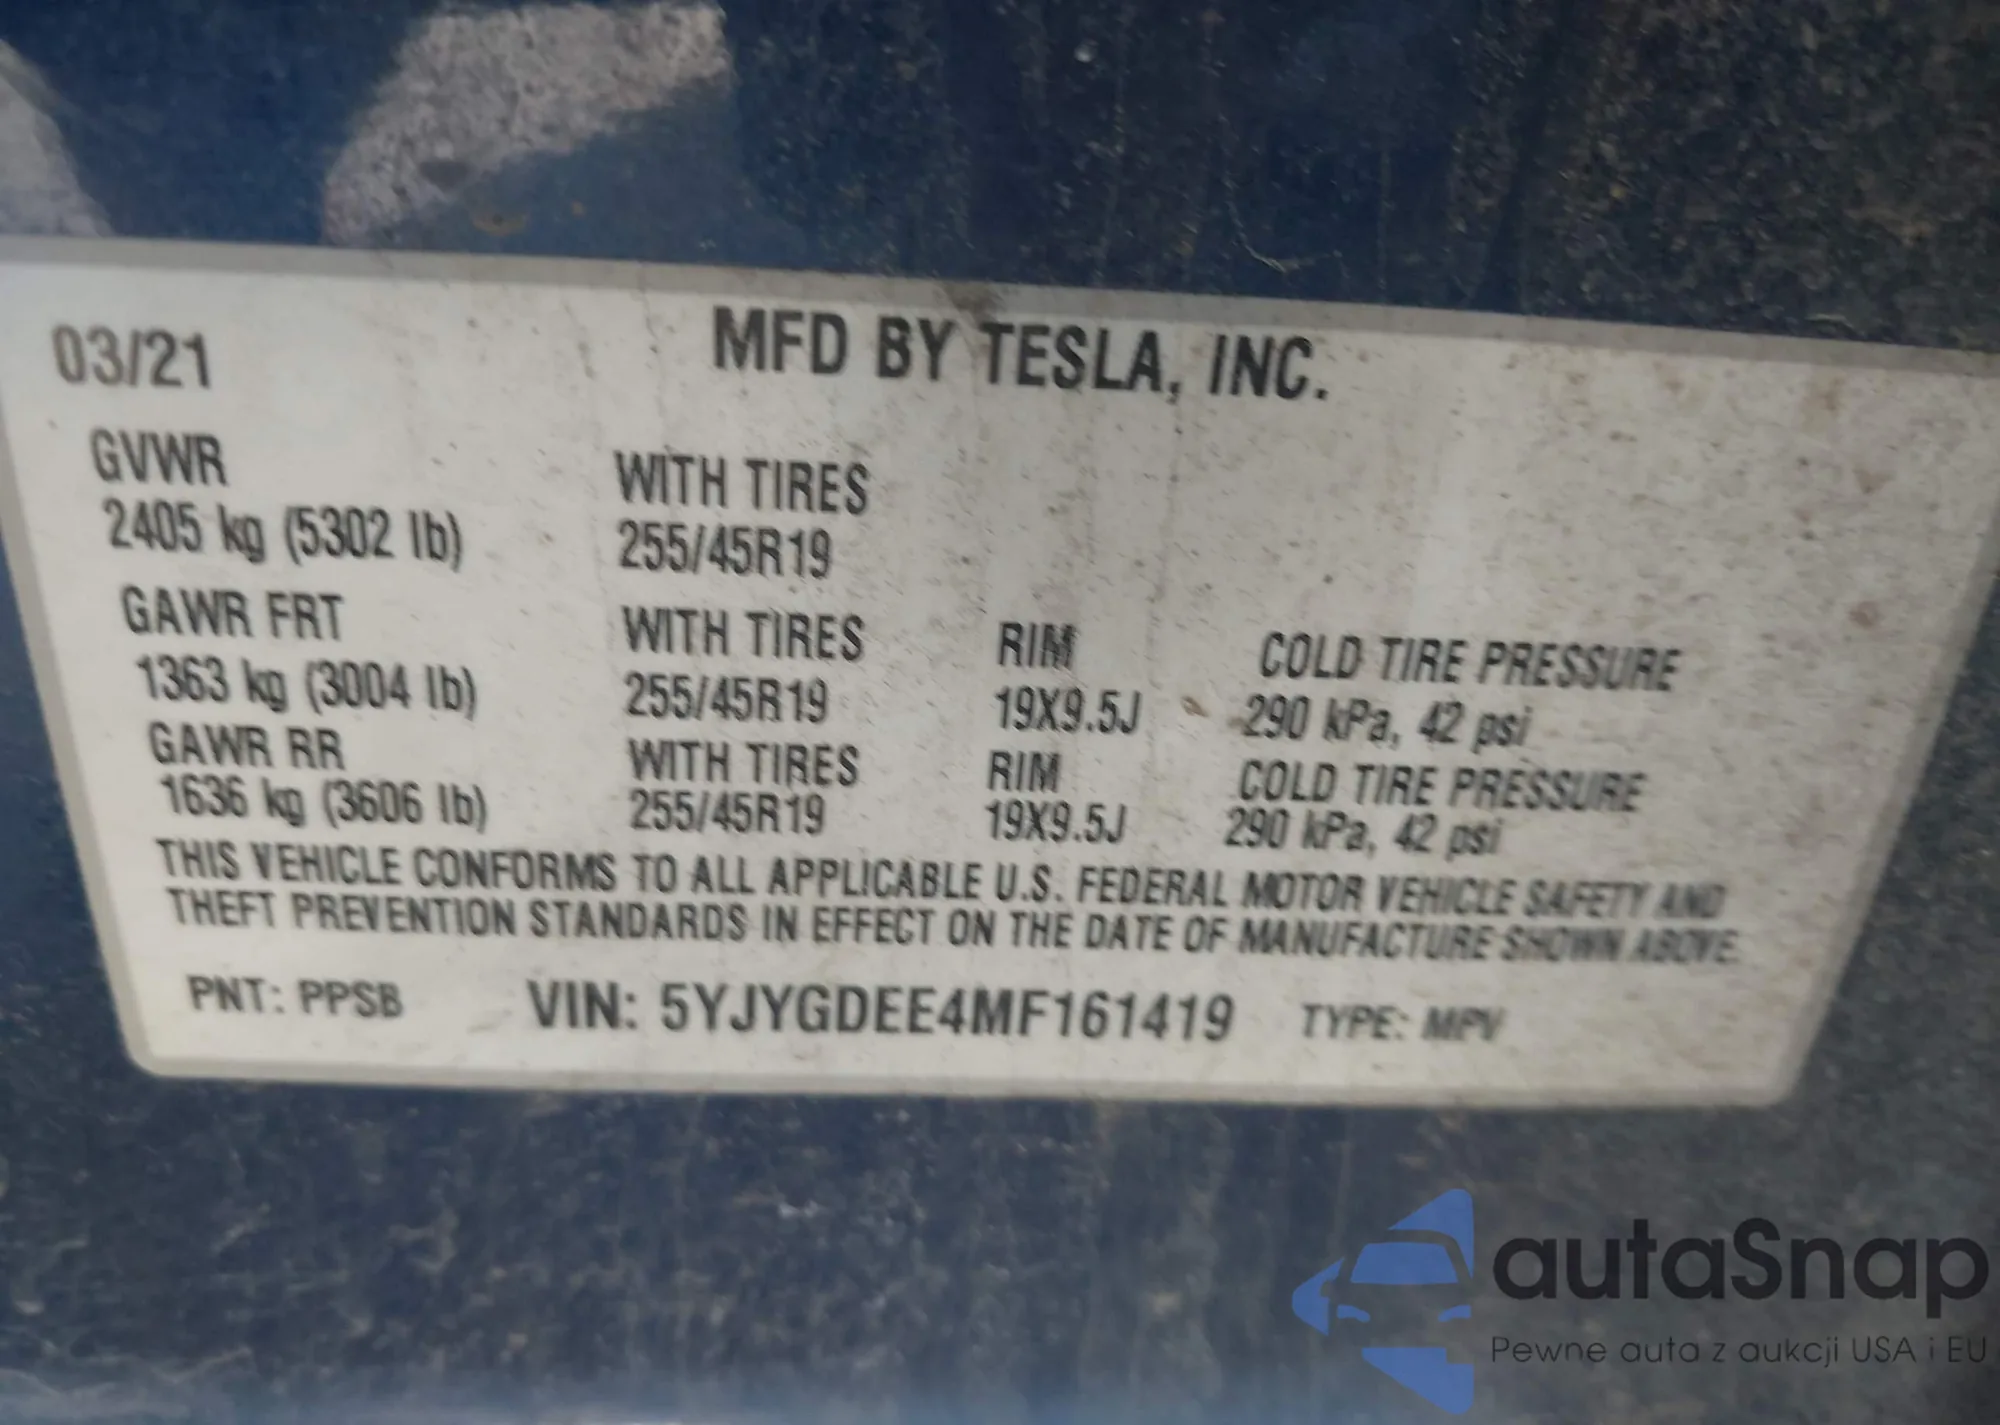 03/21 MFD BY TESLA, INC.
GVWR WITH TIRES
2405 kg (5302 lb) 255/45R19
GAWR FRT WITH TIRES RIM COLD TIRE PRESSURE
1363 kg (3004 lb) 255/45R19 19X9.5J 290 kPa, 42 psi
GAWR RR WITH TIRES RIM COLD TIRE PRESSURE
1636 kg (3606 lb) 255/45R19 19X9.5J 290 kPa, 42 psi
THIS VEHICLE CONFORMS TO ALL APPLICABLE U.S. FEDERAL MOTOR VEHICLE SAFETY AND
THEFT PREVENTION STANDARDS IN EFFECT ON THE DATE OF MANUFACTURE SHOWN ABOVE.
PNT: PPSB VIN: 5YJYGDEE4MF161419 TYPE: MPV
autaSnap
Pewne auta z aukcji USA i EU